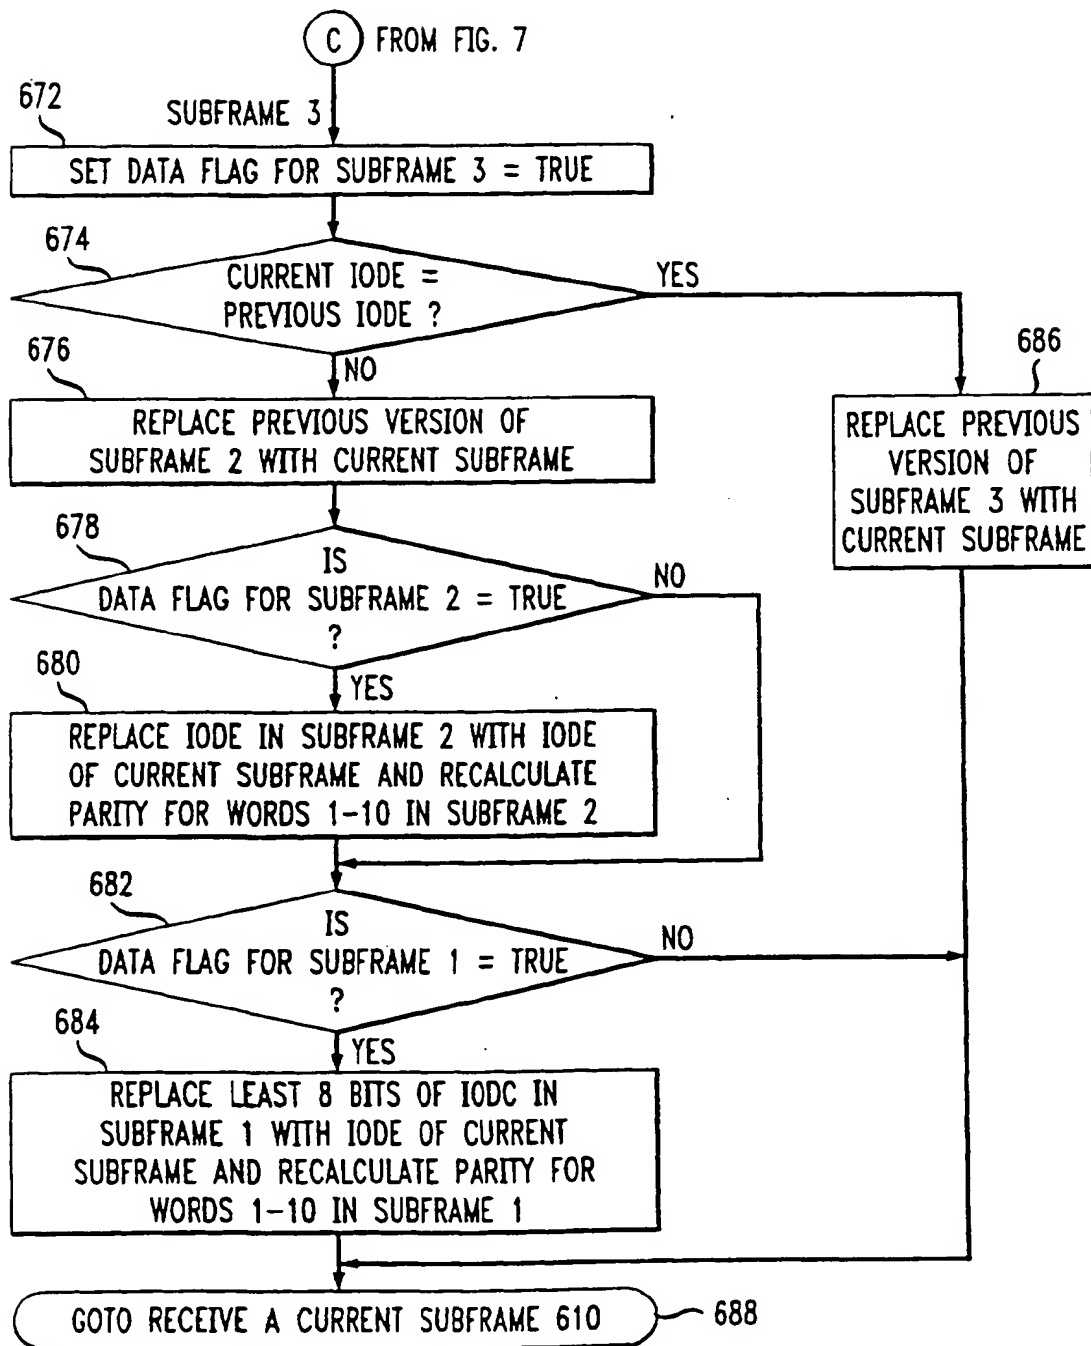 C FROM FIG. 7
672
SUBFRAME 3
SET DATA FLAG FOR SUBFRAME 3 = TRUE
674
CURRENT IODE =
PREVIOUS IODE ?
YES
676
NO
686
REPLACE PREVIOUS VERSION OF
SUBFRAME 2 WITH CURRENT SUBFRAME
REPLACE PREVIOUS
VERSION OF
SUBFRAME 3 WITH
CURRENT SUBFRAME
678
IS
DATA FLAG FOR SUBFRAME 2 = TRUE
?
NO
680
YES
REPLACE IODE IN SUBFRAME 2 WITH IODE
OF CURRENT SUBFRAME AND RECALCULATE
PARITY FOR WORDS 1-10 IN SUBFRAME 2
682
IS
DATA FLAG FOR SUBFRAME 1 = TRUE
?
NO
684
YES
REPLACE LEAST 8 BITS OF IODC IN
SUBFRAME 1 WITH IODE OF CURRENT
SUBFRAME AND RECALCULATE PARITY FOR
WORDS 1-10 IN SUBFRAME 1
GOTO RECEIVE A CURRENT SUBFRAME 610
688